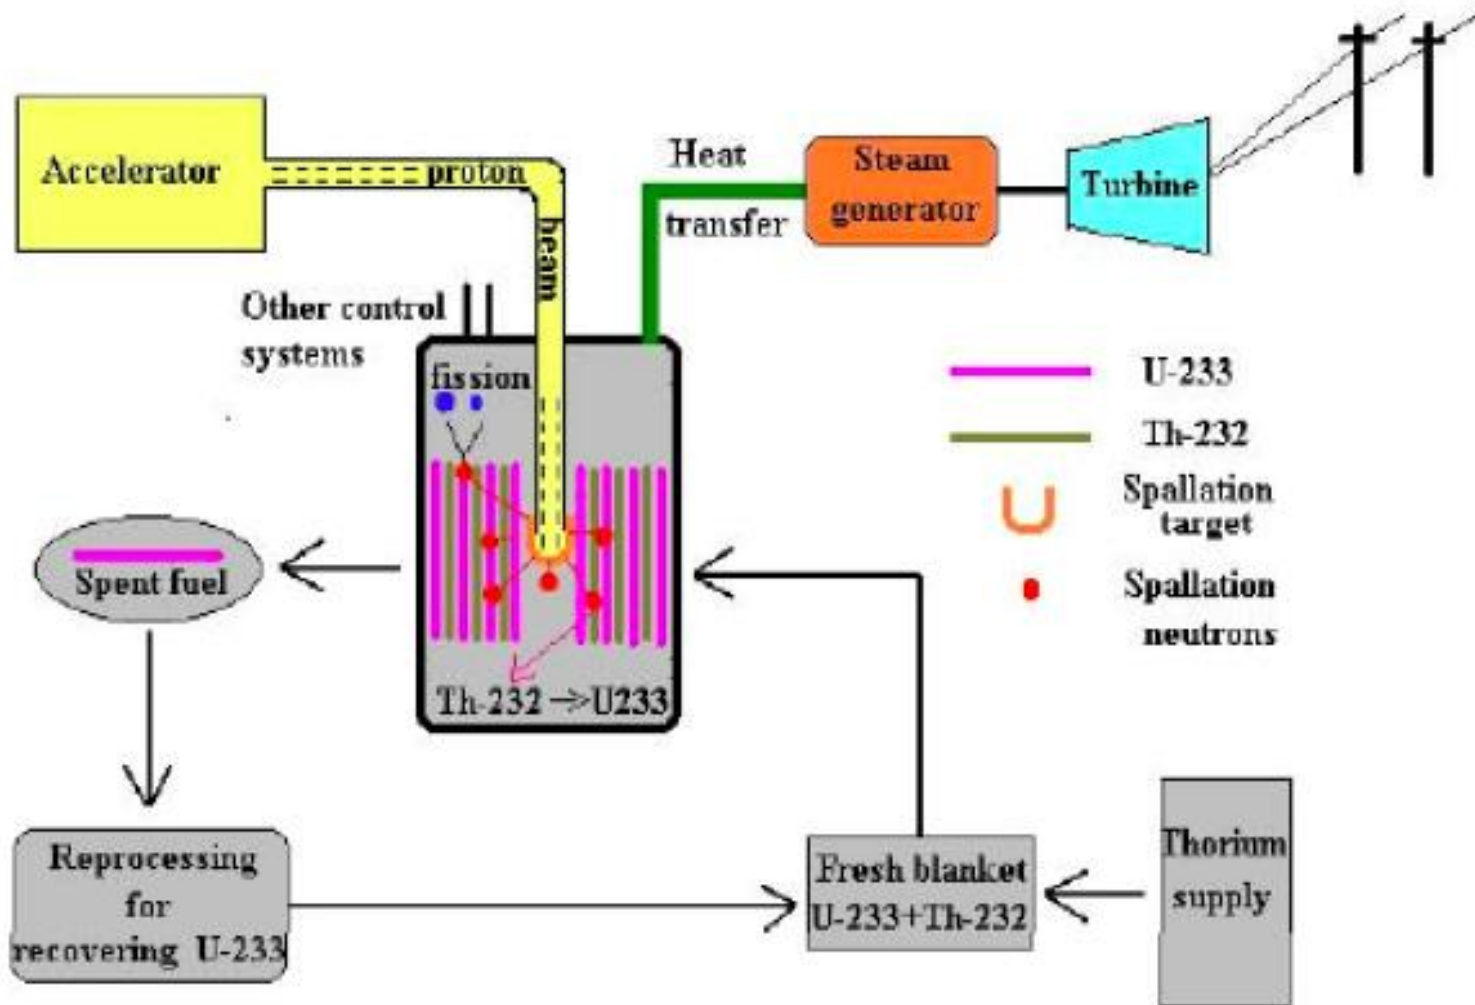 Accelerator
proton
beam
Heat
transfer
Steam
generator
Turbine
Other control
systems
fission
Th-232 ->U233
U-233
Th-232
Spallation
target
Spallation
neutrons
Spent fuel
Reprocessing
for
recovering U-233
Fresh blanket
U-233+Th-232
Thorium
supply